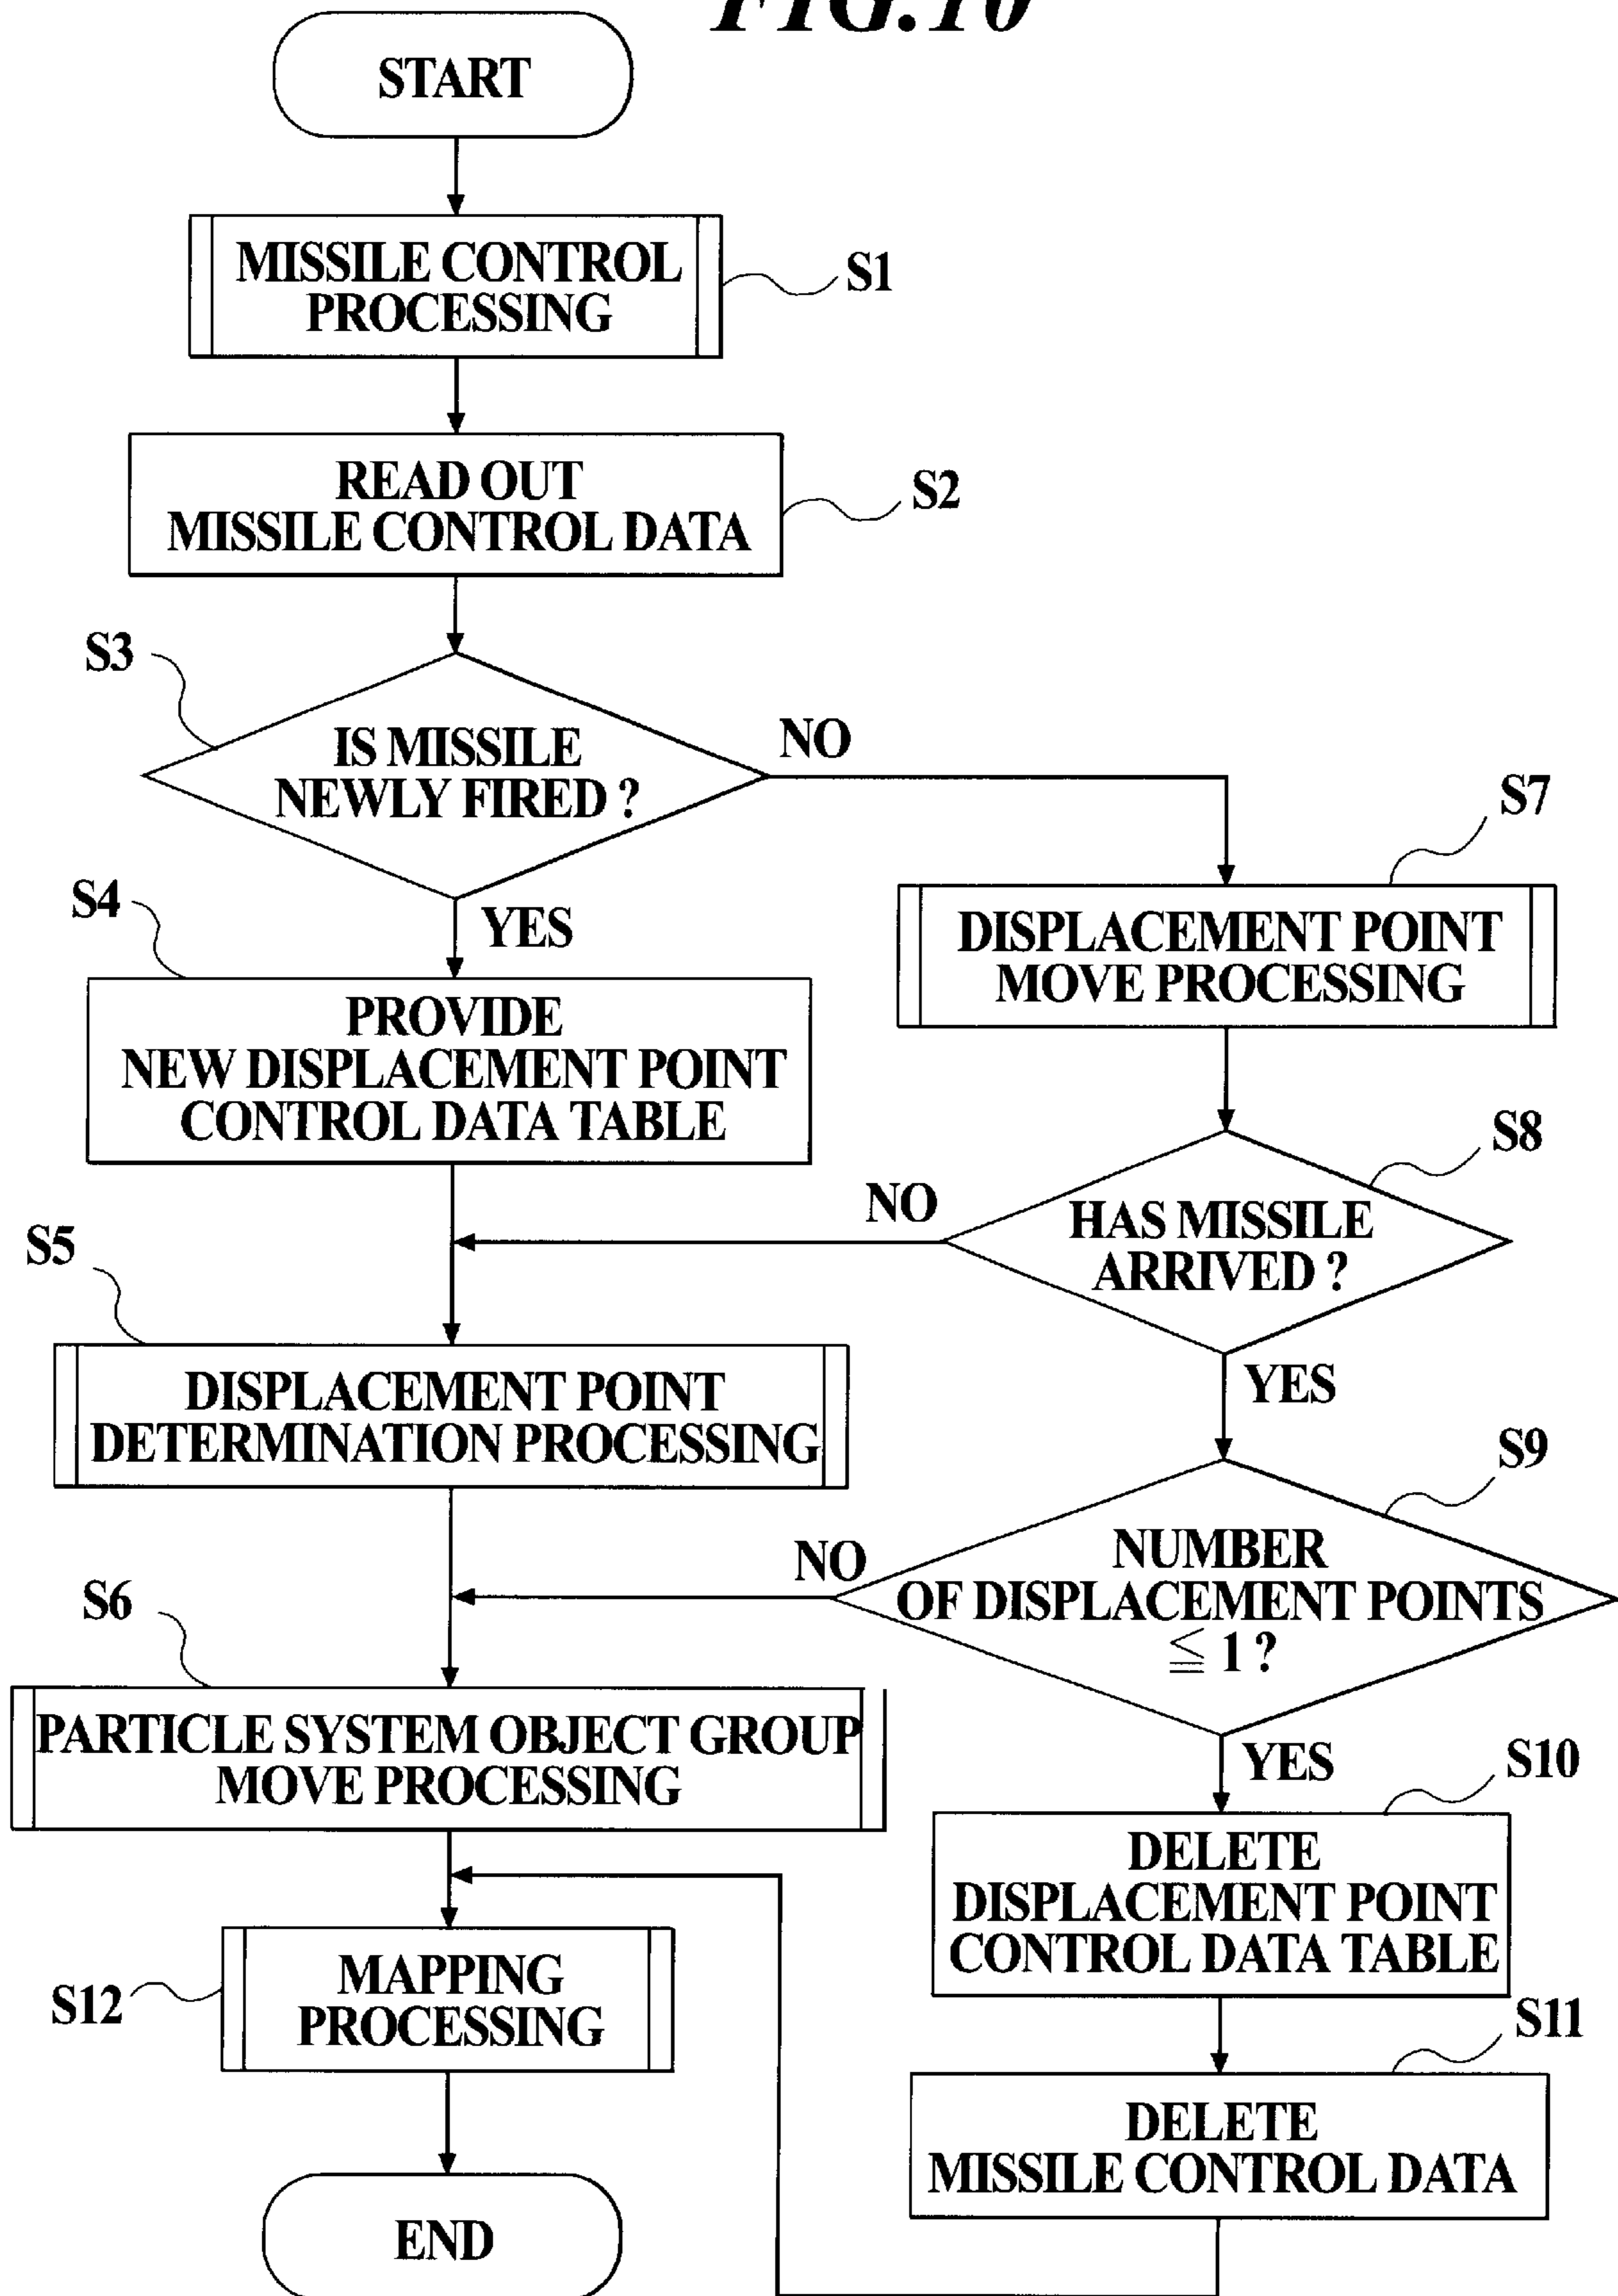 FIG.10
START
MISSILE CONTROL
PROCESSING
S1
READ OUT
MISSILE CONTROL DATA
S2
S3
IS MISSILE
NEWLY FIRED ?
NO
YES
S4
PROVIDE
NEW DISPLACEMENT POINT
CONTROL DATA TABLE
S7
DISPLACEMENT POINT
MOVE PROCESSING
S8
HAS MISSILE
ARRIVED ?
NO
YES
S5
DISPLACEMENT POINT
DETERMINATION PROCESSING
S9
NUMBER
OF DISPLACEMENT POINTS
≦ 1 ?
NO
YES
S6
PARTICLE SYSTEM OBJECT GROUP
MOVE PROCESSING
S10
DELETE
DISPLACEMENT POINT
CONTROL DATA TABLE
S12
MAPPING
PROCESSING
S11
DELETE
MISSILE CONTROL DATA
END